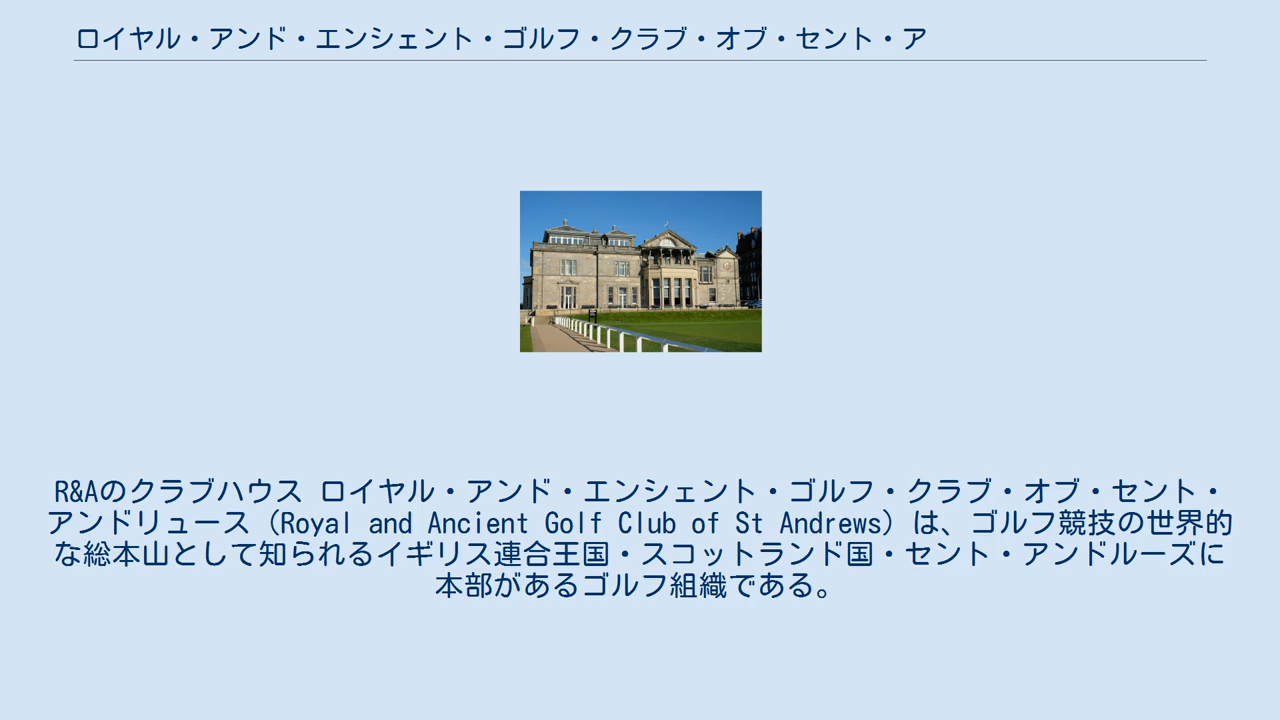 ロイヤル・アンド・エンシェント・ゴルフ・クラブ・オブ・セント・ア
R&Aのクラブハウス ロイヤル・アンド・エンシェント・ゴルフ・クラブ・オブ・セント・
アンドリュース（Royal and Ancient Golf Club of St Andrews）は、ゴルフ競技の世界的
な総本山として知られるイギリス連合王国・スコットランド国・セント・アンドルーズに
本部があるゴルフ組織である。